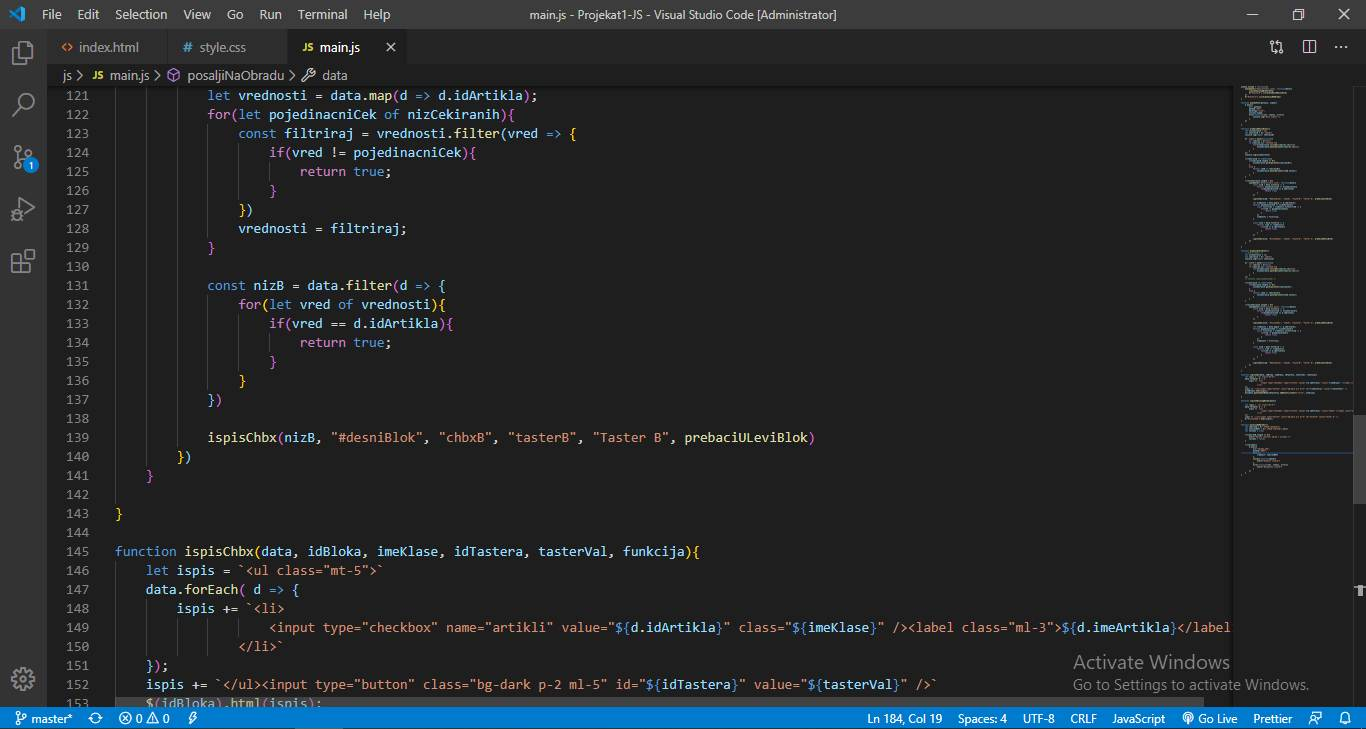 File Edit Selection View Go Run Terminal Help main.js - Projekat1-JS - Visual Studio Code [Administrator]
index.html # style.css JS main.js
js > JS main.js > posaljiNaObradu > data
121 let vrednosti = data.map(d => d.idArtikla);
122 for(let pojedinacniCek of nizCekiranih){
123 const filtriraj = vrednosti.filter(vred => {
124 if(vred != pojedinacniCek){
125 return true;
126 }
127 })
128 vrednosti = filtriraj;
129 }
130
131 const nizB = data.filter(d => {
132 for(let vred of vrednosti){
133 if(vred == d.idArtikla){
134 return true;
135 }
136 }
137 })
138
139 ispisChbx(nizB, "#desniBlok", "chbxB", "tasterB", "Taster B", prebaciULeviBlok)
140 })
141 }
142
143 }
144
145 function ispisChbx(data, idBloka, imeKlase, idTastera, tasterVal, funkcija){
146 let ispis = `<ul class="mt-5">`
147 data.forEach( d => {
148 ispis += `<li>
149 <input type="checkbox" name="artikli" value="${d.idArtikla}" class="${imeKlase}" /><label class="ml-3">${d.imeArtikla}</label
150 </li>`
151 });
152 ispis += `</ul><input type="button" class="bg-dark p-2 ml-5" id="${idTastera}" value="${tasterVal}" />`
153 $(idBloka).html(ispis);
Activate Windows
Go to Settings to activate Windows.
1
master* 0 0 Ln 184, Col 19 Spaces: 4 UTF-8 CRLF JavaScript Go Live Prettier